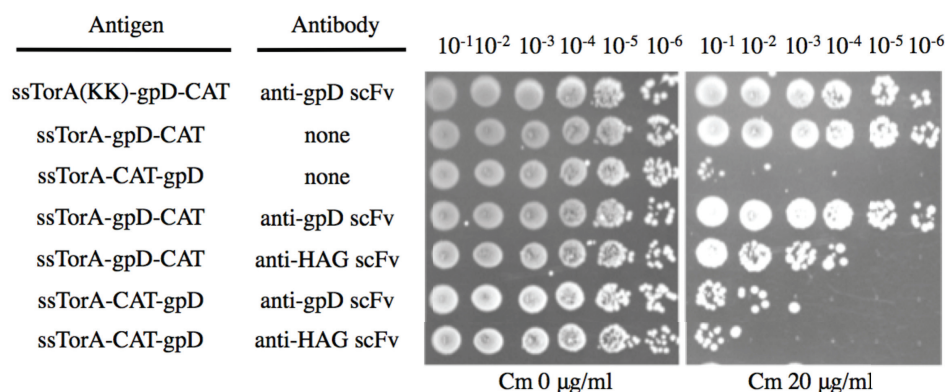 Antigen Antibody
10⁻¹ 10⁻² 10⁻³ 10⁻⁴ 10⁻⁵ 10⁻⁶ 10⁻¹ 10⁻² 10⁻³ 10⁻⁴ 10⁻⁵ 10⁻⁶
ssTorA(KK)-gpD-CAT anti-gpD scFv
ssTorA-gpD-CAT none
ssTorA-CAT-gpD none
ssTorA-gpD-CAT anti-gpD scFv
ssTorA-gpD-CAT anti-HAG scFv
ssTorA-CAT-gpD anti-gpD scFv
ssTorA-CAT-gpD anti-HAG scFv
Cm 0 µg/ml Cm 20 µg/ml